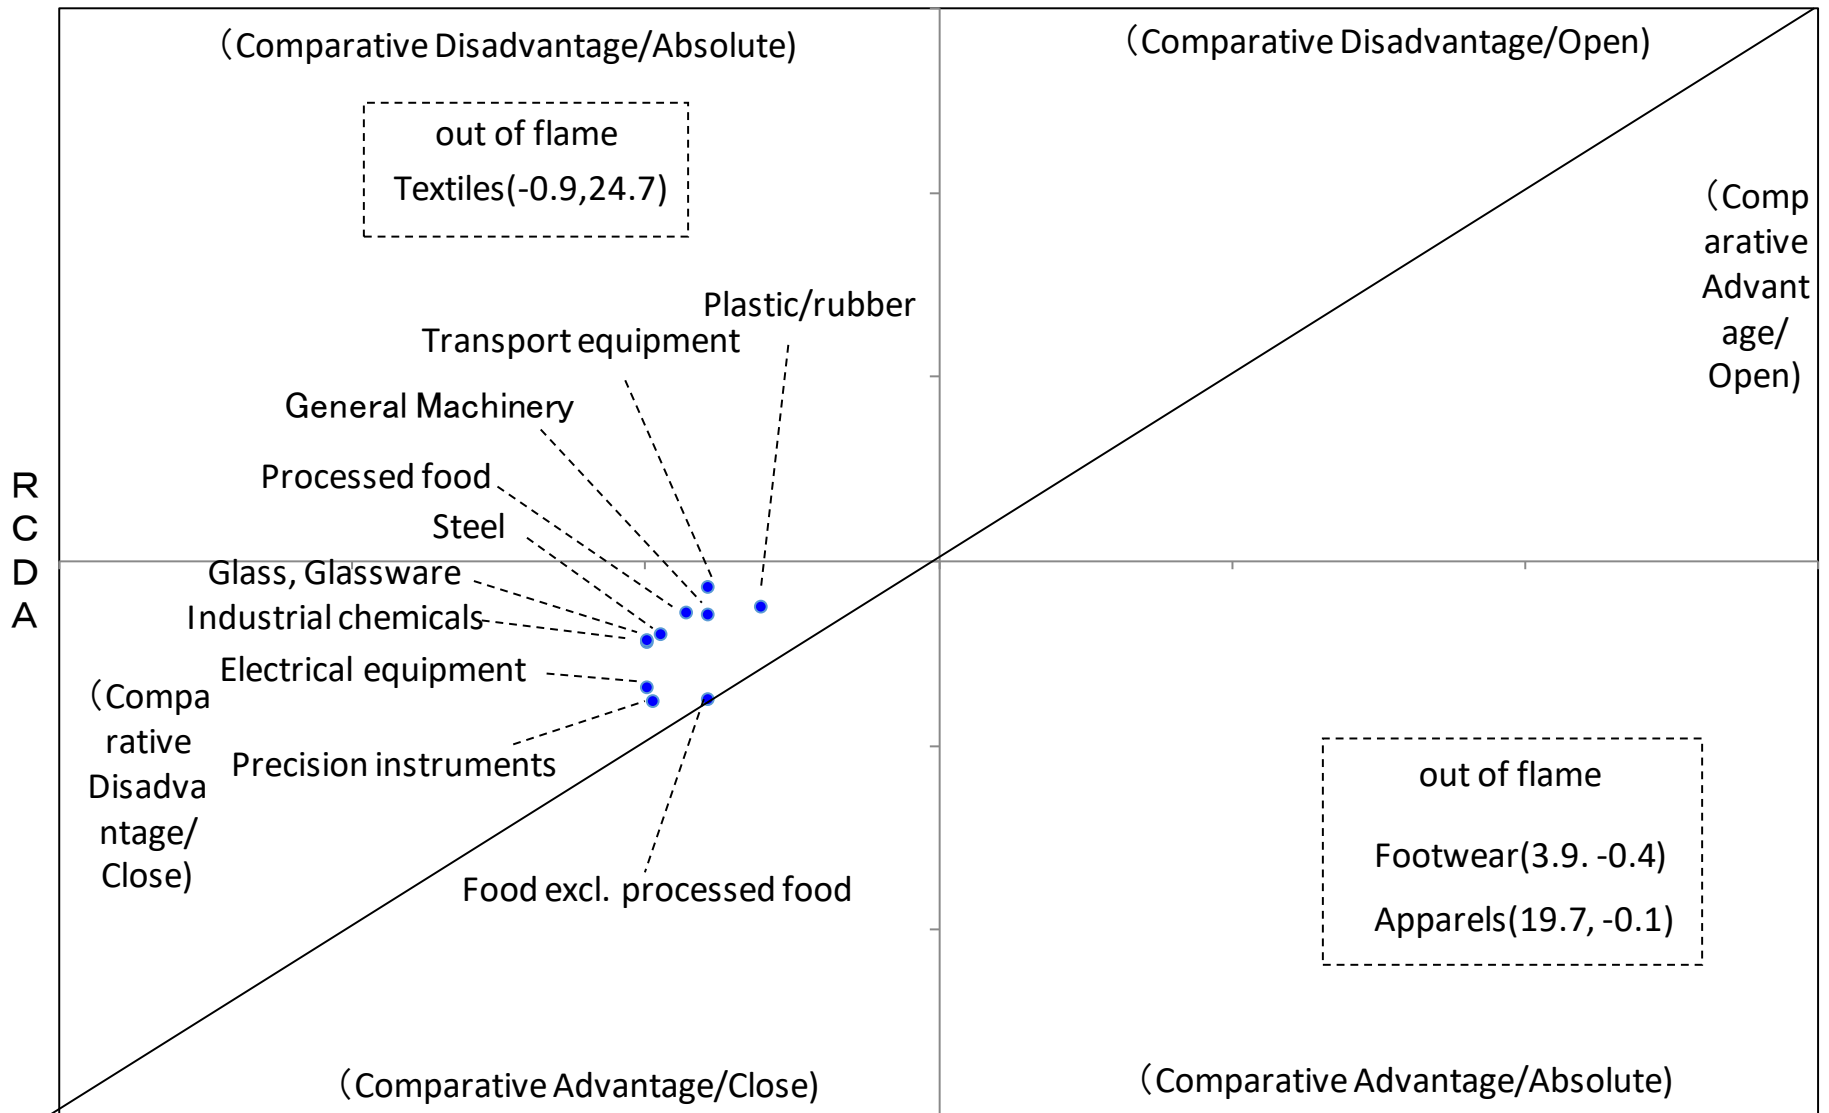 （Comparative Disadvantage/Absolute)
（Comparative Disadvantage/Open)
out of flame
Textiles(-0.9,24.7)
（Comp
arative
Advant
age/
Open)
Plastic/rubber
Transport equipment
General Machinery
Processed food
Steel
R
C
D
A
Glass, Glassware
Industrial chemicals
Electrical equipment
（Compa
rative
Disadva
ntage/
Close)
Precision instruments
Food excl. processed food
out of flame
Footwear(3.9. -0.4)
Apparels(19.7, -0.1)
（Comparative Advantage/Close)
（Comparative Advantage/Absolute)